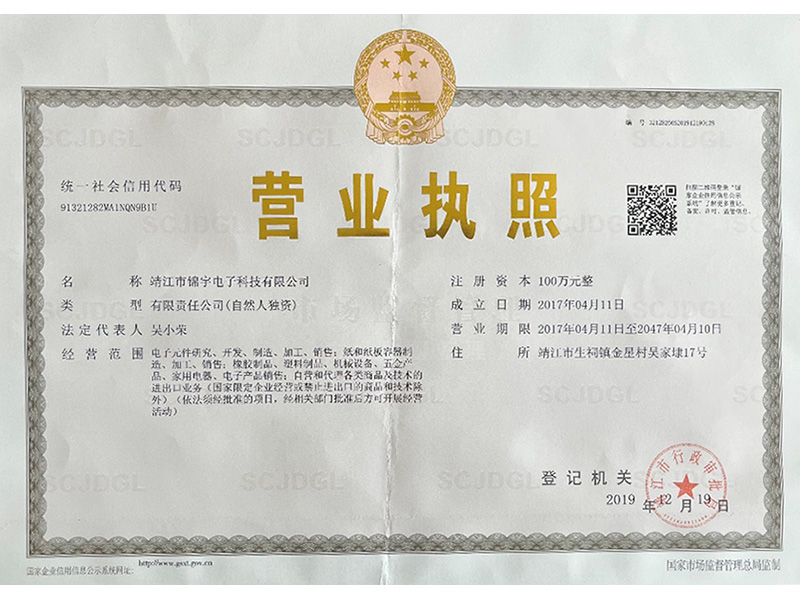 编 号 321282065201912190128
统一社会信用代码
91321282MA1NQN9B1U
营业执照
扫描二维码登录“国
家企业信用信息公示
系统”了解更多登记、
备案、许可、监管信息。
名 称 靖江市锦宇电子科技有限公司
类 型 有限责任公司(自然人独资)
法定代表人 吴小荣
经营范围 电子元件研究、开发、制造、加工、销售；纸和纸板容器制
造、加工、销售；橡胶制品、塑料制品、机械设备、五金产
品、家用电器、电子产品销售；自营和代理各类商品及技术的
进出口业务（国家限定企业经营或禁止进出口的商品和技术除
外）（依法须经批准的项目，经相关部门批准后方可开展经营
活动）
注册资本 100万元整
成立日期 2017年04月11日
营业期限 2017年04月11日至2047年04月10日
住 所 靖江市生祠镇金星村吴家埭17号
登记机关
2019 年 12 月 19 日
靖江市行政审批局
国家企业信用信息公示系统网址：
http://www.gsxt.gov.cn
国家市场监督管理总局监制
SCJDGL